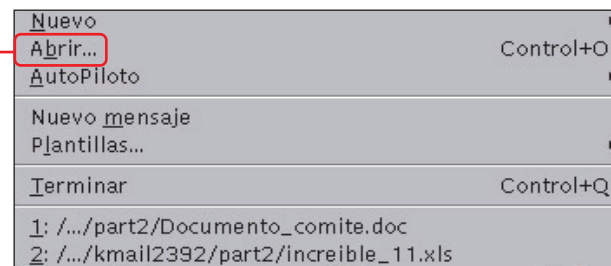 Nuevo
Abrir... Control+O
AutoPiloto
Nuevo mensaje
Plantillas...
Terminar Control+Q
1: /.../part2/Documento_comite.doc
2: /.../kmail2392/part2/increible_11.xls